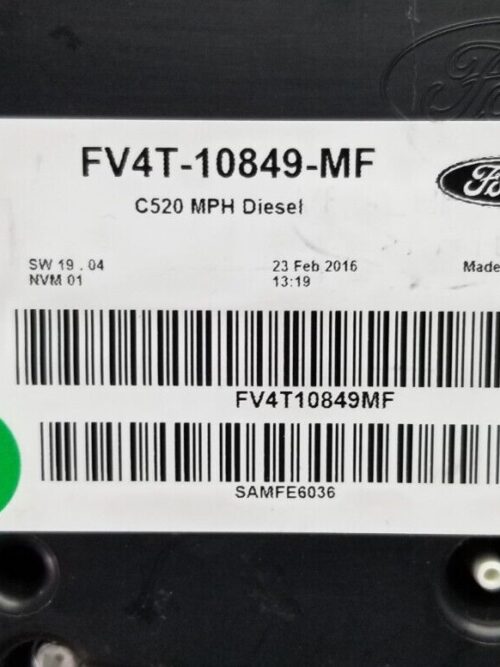 FV4T-10849-MF
C520 MPH Diesel
SW 19 . 04
23 Feb 2016
Made
NVM 01
13:19
FV4T10849MF
SAMFE6036